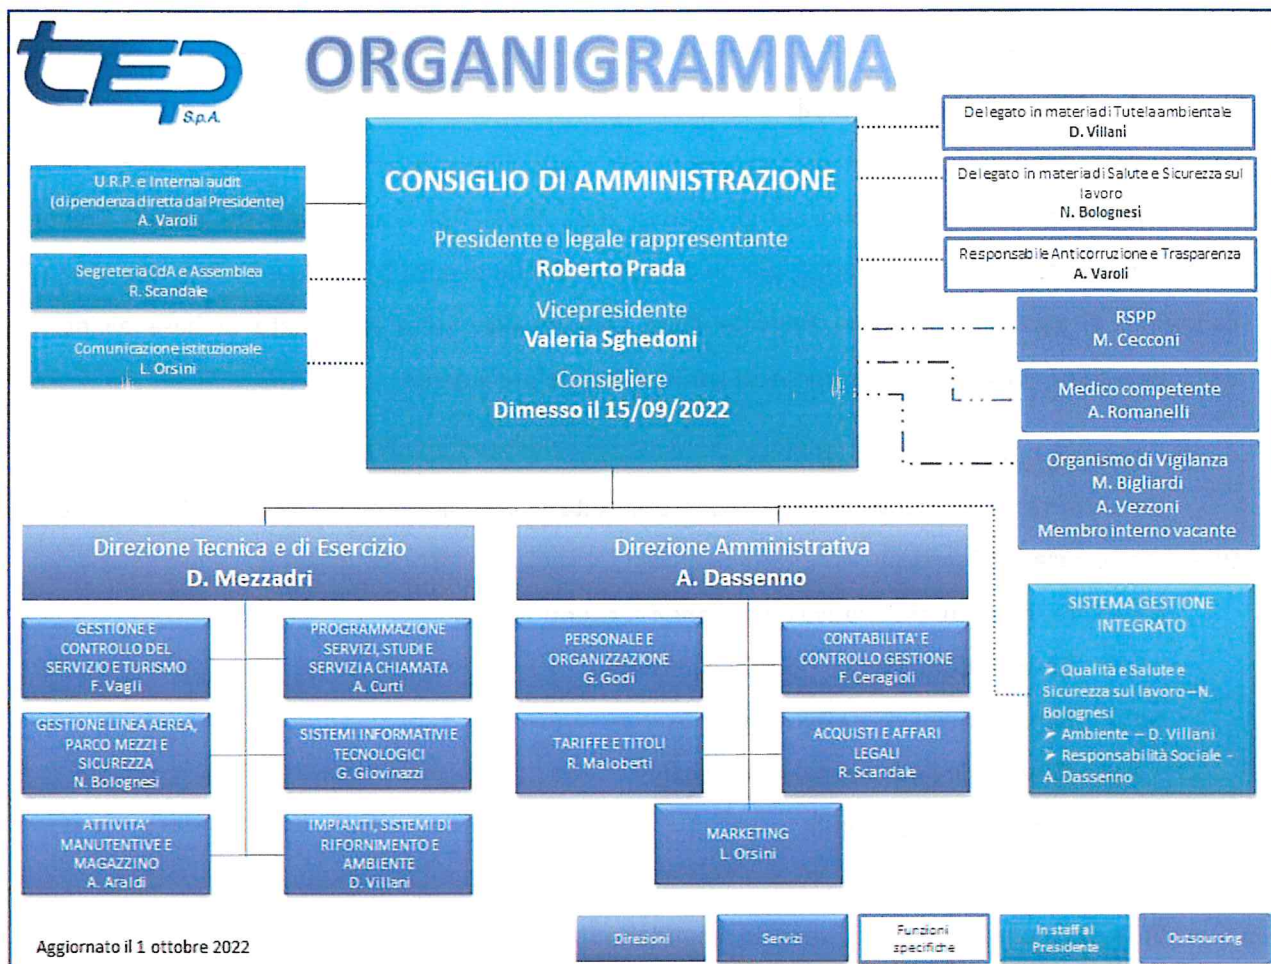 tep
S.p.A.
ORGANIGRAMMA
U.R.P. e Internal audit
(dipendenza diretta dal Presidente)
A. Varoli
Segreteria CdA e Assemblea
R. Scandale
Comunicazione istituzionale
L. Orsini
CONSIGLIO DI AMMINISTRAZIONE
Presidente e legale rappresentante
Roberto Prada
Vicepresidente
Valeria Sghedoni
Consigliere
Dimesso il 15/09/2022
Delegato in materia di Tutela ambientale
D. Villani
Delegato in materia di Salute e Sicurezza sul
lavoro
N. Bolognesi
Responsabile Anticorruzione e Trasparenza
A. Varoli
RSPP
M. Cecconi
Medico competente
A. Romanelli
Organismo di Vigilanza
M. Bigliardi
A. Vezzoni
Membro interno vacante
Direzione Tecnica e di Esercizio
D. Mezzadri
Direzione Amministrativa
A. Dassenno
GESTIONE E
CONTROLLO DEL
SERVIZIO E TURISMO
F. Vagli
PROGRAMMAZIONE
SERVIZI, STUDI E
SERVIZI A CHIAMATA
A. Curti
GESTIONE LINEA AEREA,
PARCO MEZZI E
SICUREZZA
N. Bolognesi
SISTEMI INFORMATIVI E
TECNOLOGICI
G. Giovinazzi
ATTIVITA'
MANUTENTIVE E
MAGAZZINO
A. Araldi
IMPIANTI, SISTEMI DI
RIFORNIMENTO E
AMBIENTE
D. Villani
PERSONALE E
ORGANIZZAZIONE
G. Godi
CONTABILITA' E
CONTROLLO GESTIONE
F. Ceragioli
TARIFFE E TITOLI
R. Maloberti
ACQUISTI E AFFARI
LEGALI
R. Scandale
MARKETING
L. Orsini
SISTEMA GESTIONE
INTEGRATO
➢ Qualità e Salute e
Sicurezza sul lavoro – N.
Bolognesi
➢ Ambiente – D. Villani
➢ Responsabilità Sociale –
A. Dassenno
Aggiornato il 1 ottobre 2022
Direzioni
Servizi
Funzioni
specifiche
In staff al
Presidente
Outsourcing